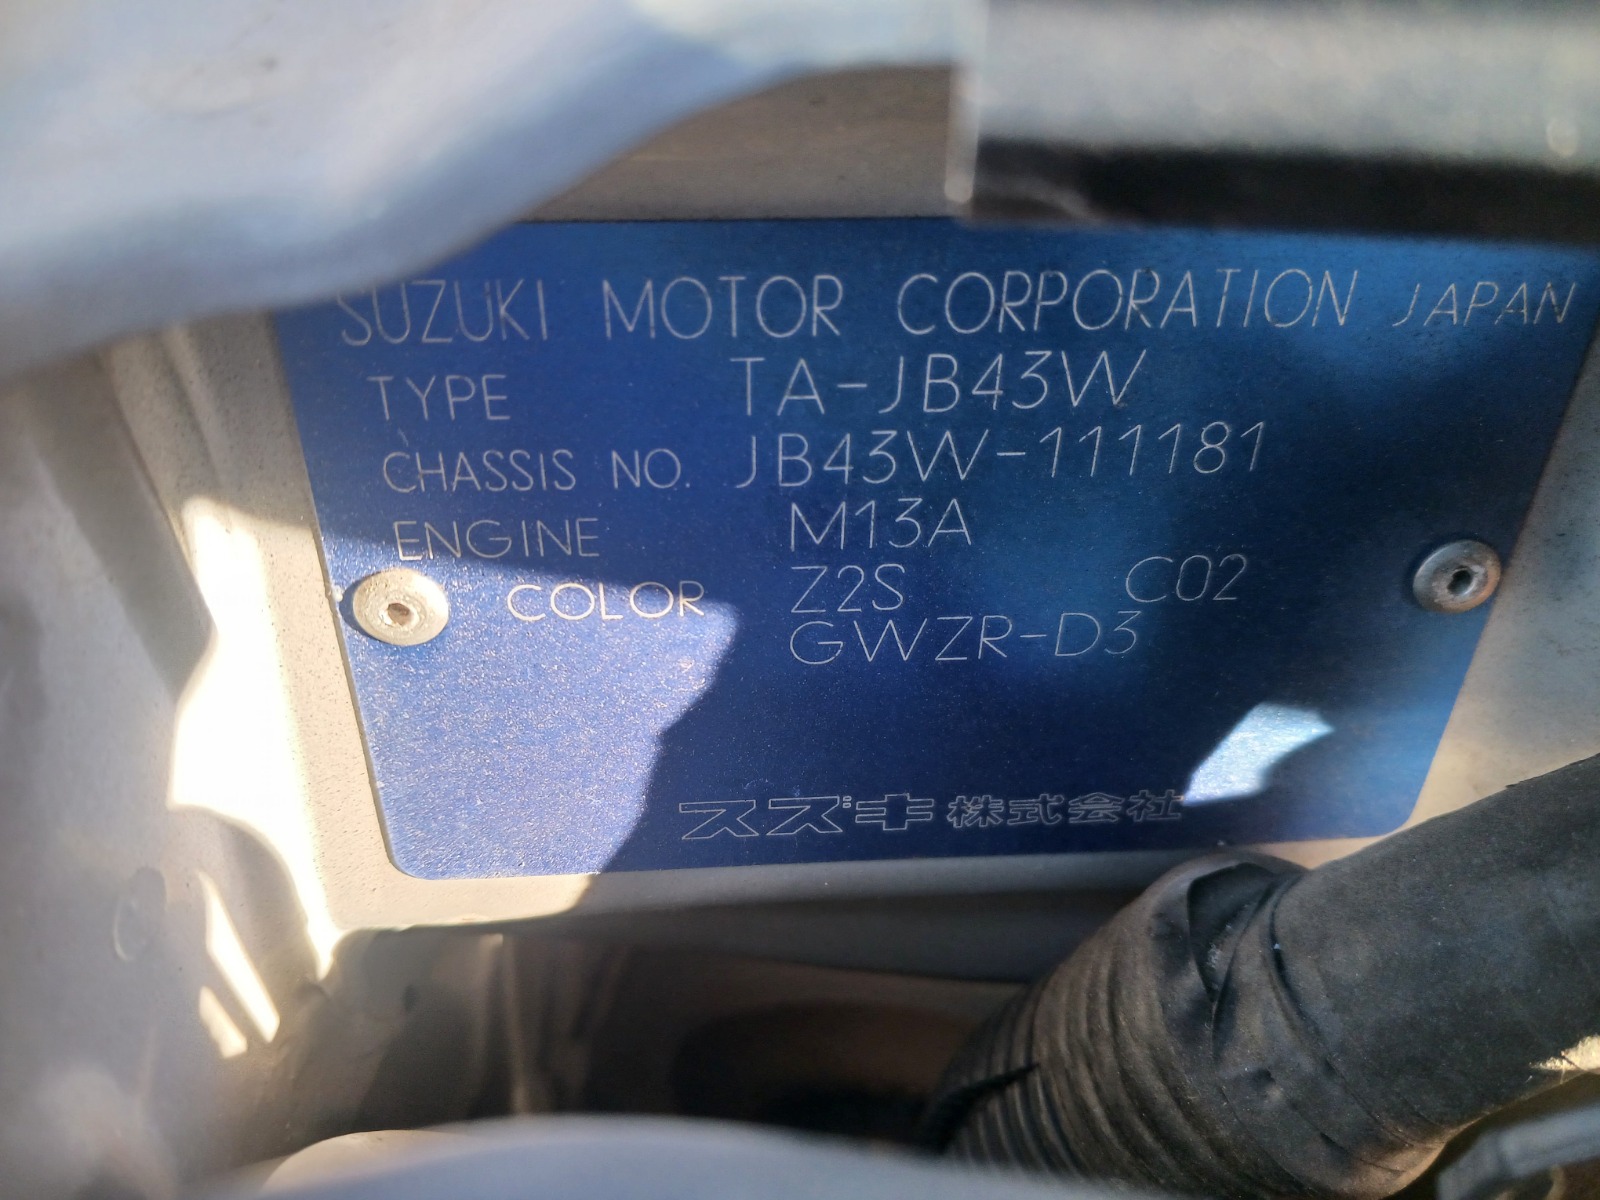 SUZUKI MOTOR CORPORATION JAPAN
TYPE TA-JB43W
CHASSIS NO. JB43W-111181
ENGINE M13A
COLOR Z2S C02
GWZR-D3
スズキ株式会社